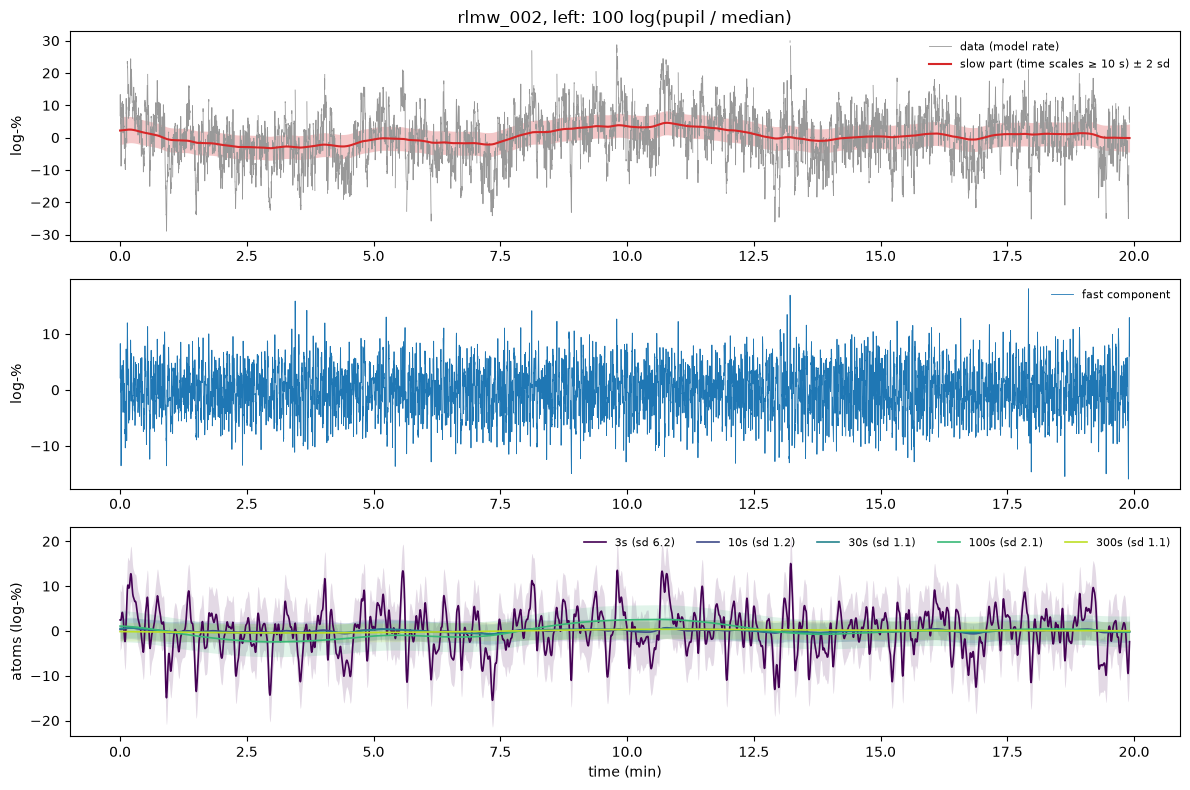 rlmw_002, left: 100 log(pupil / median)
30
20
10
0
−10
−20
−30
log-%
data (model rate)
slow part (time scales ≥ 10 s) ± 2 sd
0.0 2.5 5.0 7.5 10.0 12.5 15.0 17.5 20.0
10
0
−10
log-%
fast component
0.0 2.5 5.0 7.5 10.0 12.5 15.0 17.5 20.0
20
10
0
−10
−20
atoms (log-%)
3s (sd 6.2) 10s (sd 1.2) 30s (sd 1.1) 100s (sd 2.1) 300s (sd 1.1)
0.0 2.5 5.0 7.5 10.0 12.5 15.0 17.5 20.0
time (min)